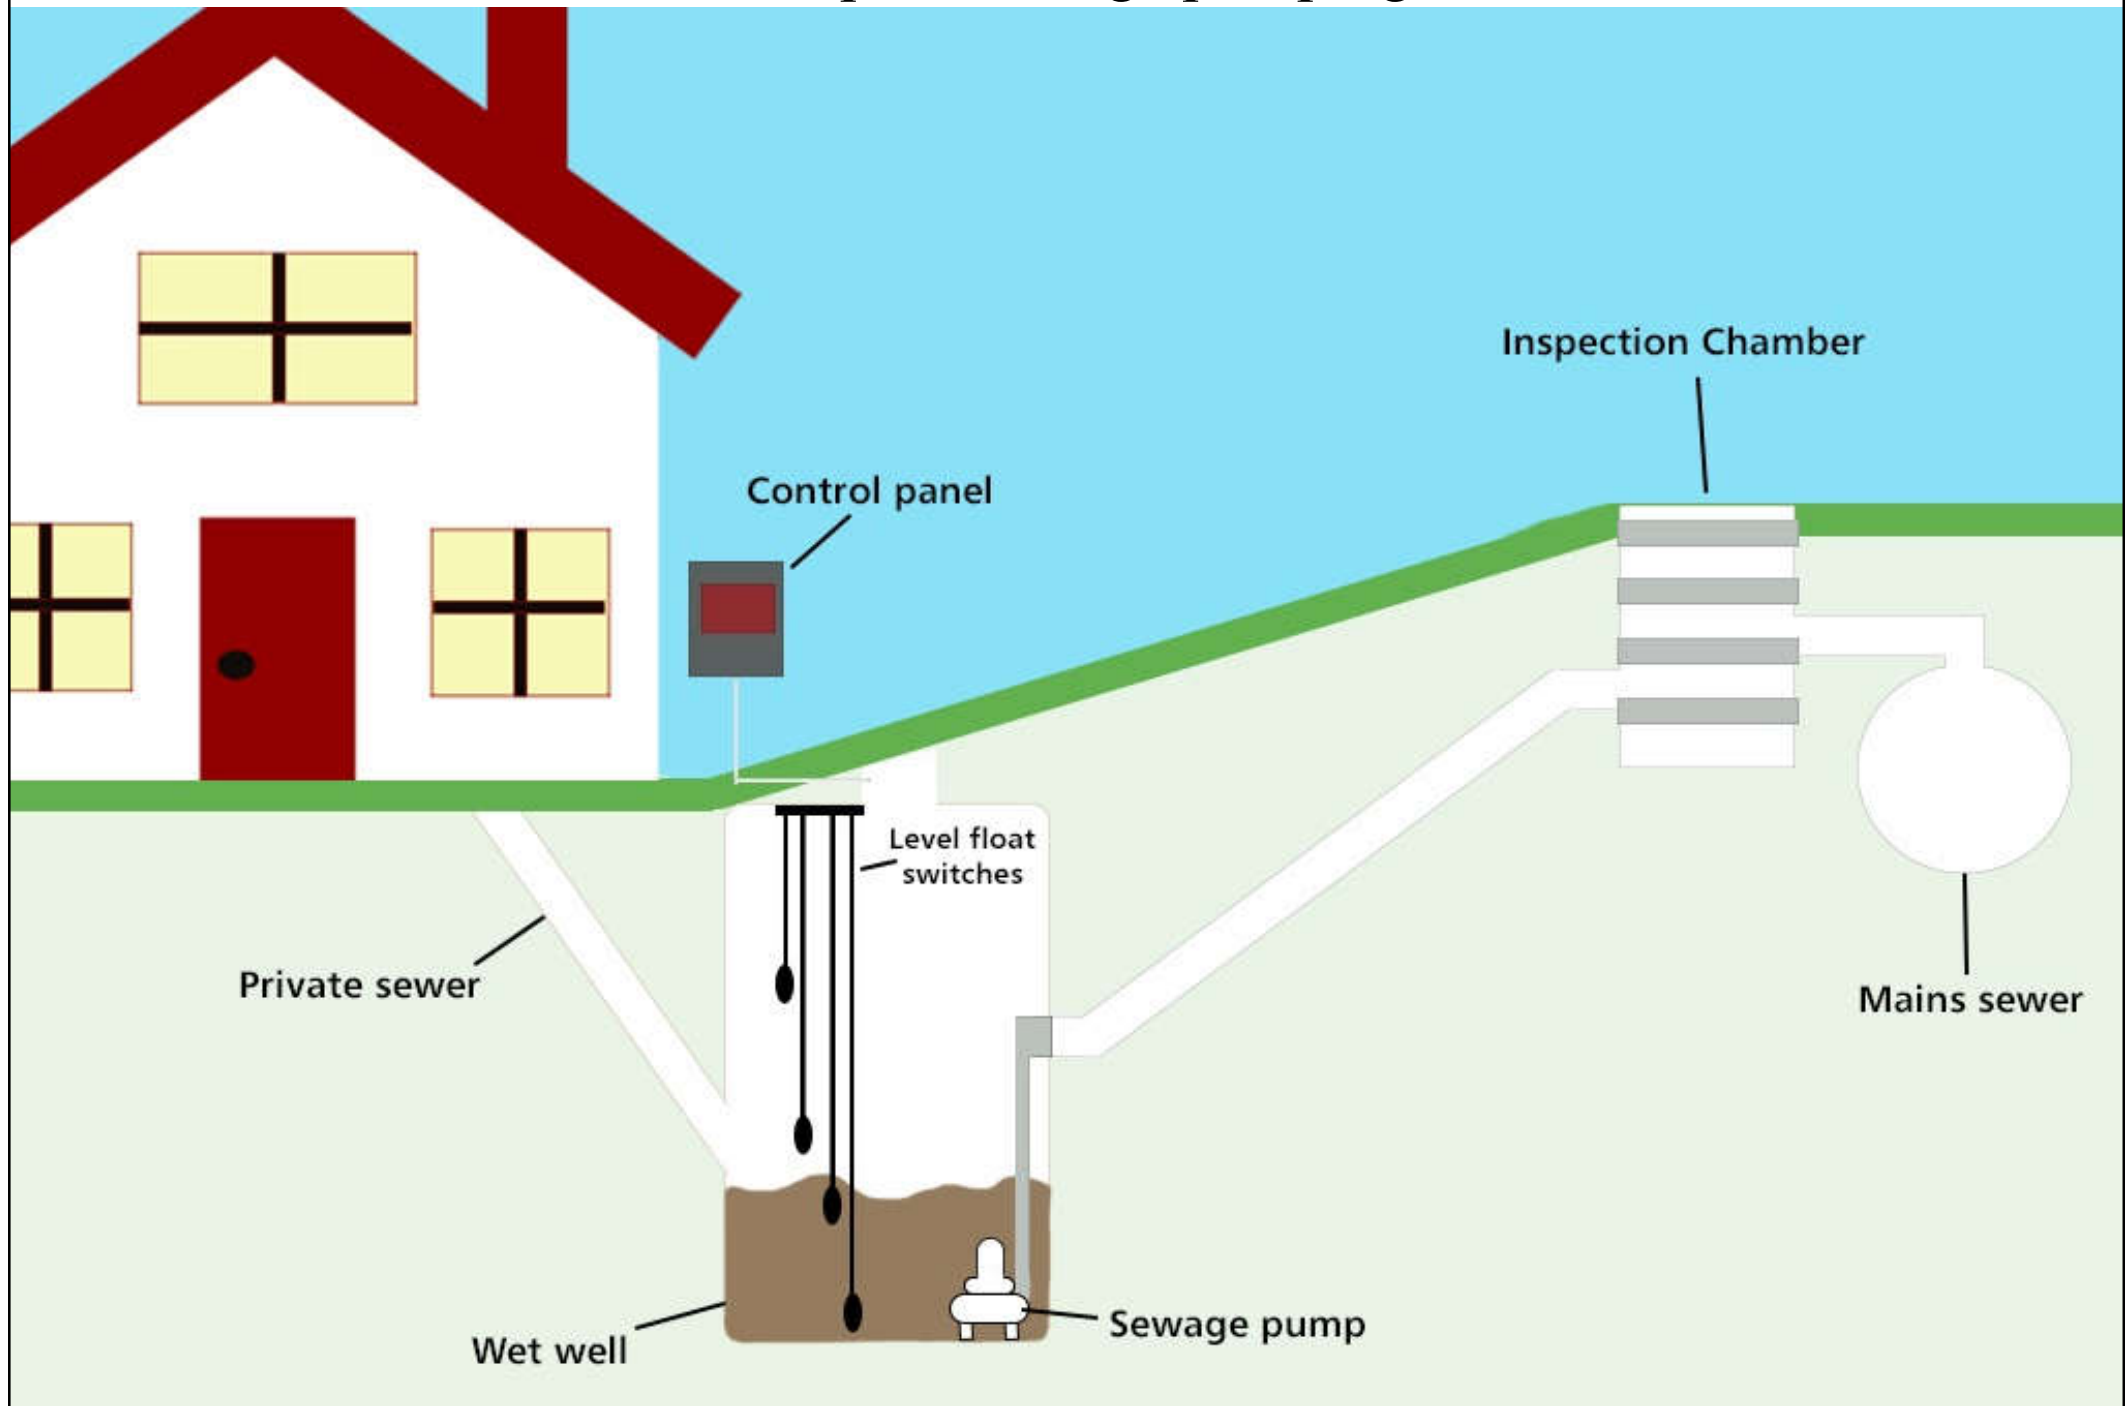 Inspection Chamber
Control panel
Level float
switches
Private sewer
Mains sewer
Sewage pump
Wet well